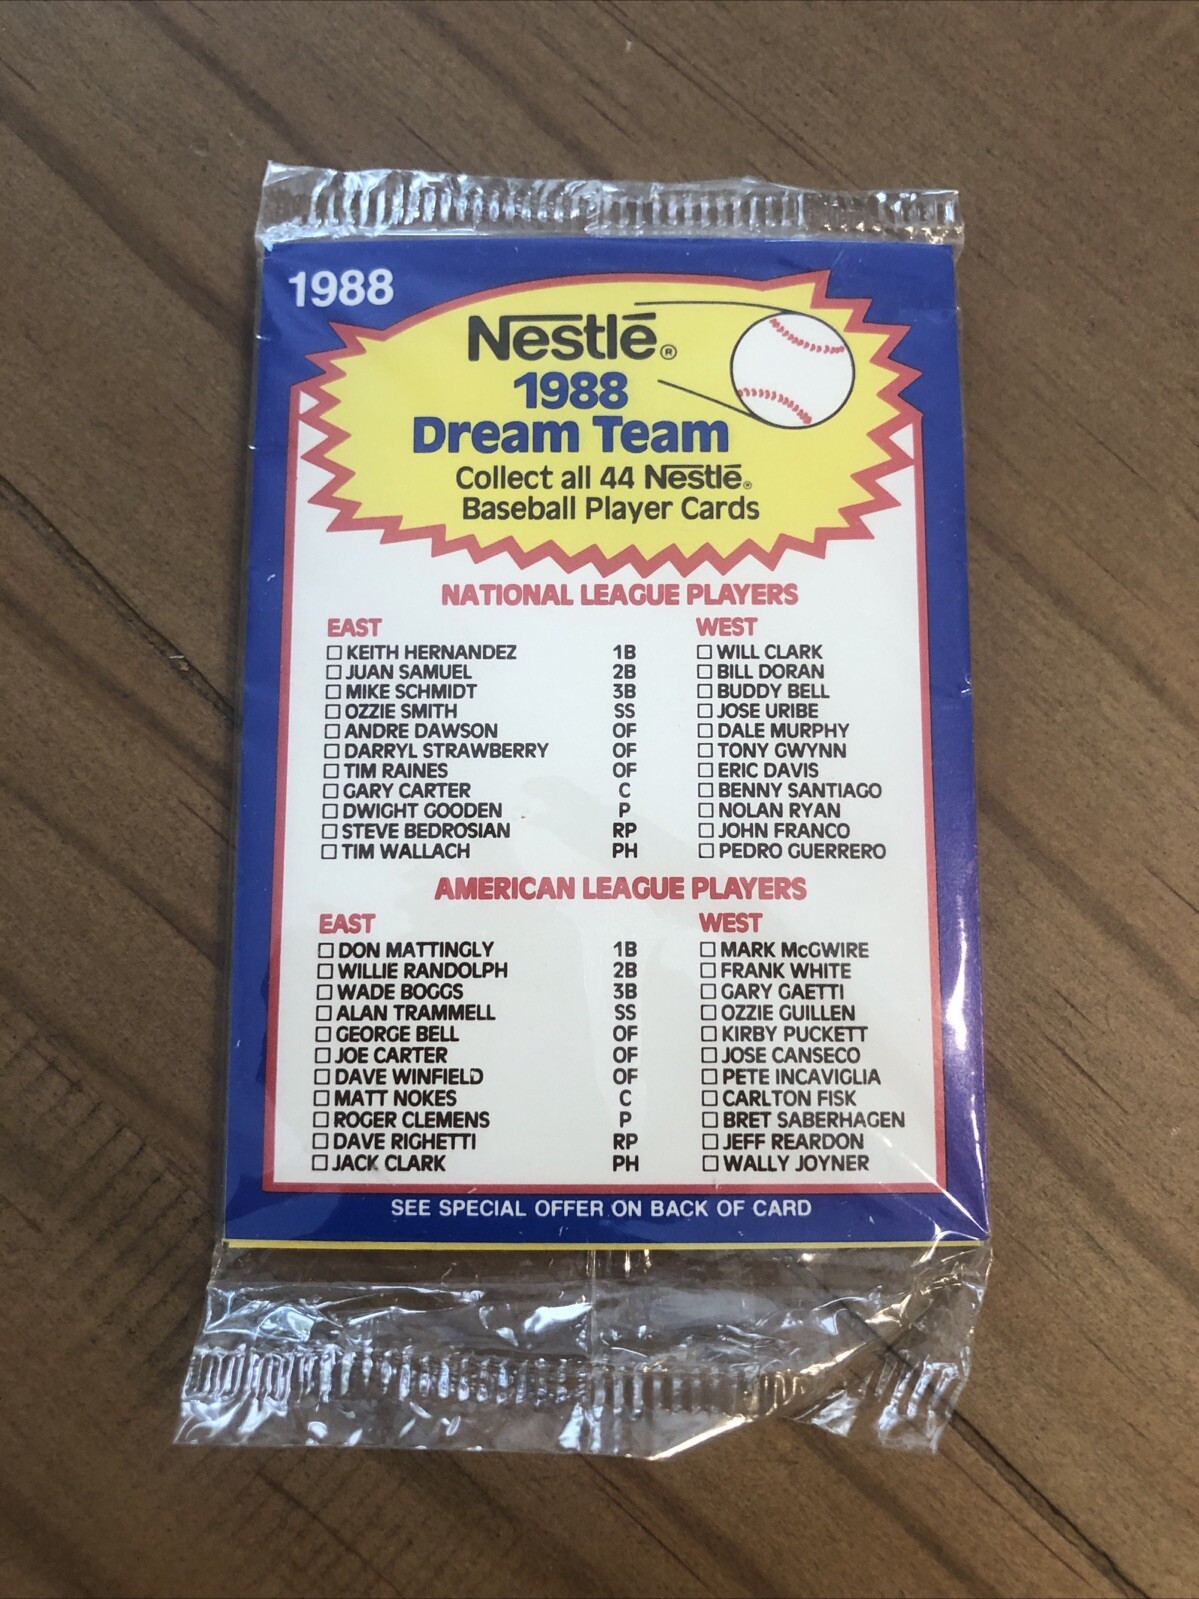 1988
Nestlé®
1988
Dream Team
Collect all 44 Nestlé®
Baseball Player Cards
NATIONAL LEAGUE PLAYERS
EAST WEST
☐ KEITH HERNANDEZ 1B ☐ WILL CLARK
☐ JUAN SAMUEL 2B ☐ BILL DORAN
☐ MIKE SCHMIDT 3B ☐ BUDDY BELL
☐ OZZIE SMITH SS ☐ JOSE URIBE
☐ ANDRE DAWSON OF ☐ DALE MURPHY
☐ DARRYL STRAWBERRY OF ☐ TONY GWYNN
☐ TIM RAINES OF ☐ ERIC DAVIS
☐ GARY CARTER C ☐ BENNY SANTIAGO
☐ DWIGHT GOODEN P ☐ NOLAN RYAN
☐ STEVE BEDROSIAN RP ☐ JOHN FRANCO
☐ TIM WALLACH PH ☐ PEDRO GUERRERO
AMERICAN LEAGUE PLAYERS
EAST WEST
☐ DON MATTINGLY 1B ☐ MARK McGWIRE
☐ WILLIE RANDOLPH 2B ☐ FRANK WHITE
☐ WADE BOGGS 3B ☐ GARY GAETTI
☐ ALAN TRAMMELL SS ☐ OZZIE GUILLEN
☐ GEORGE BELL OF ☐ KIRBY PUCKETT
☐ JOE CARTER OF ☐ JOSE CANSECO
☐ DAVE WINFIELD OF ☐ PETE INCAVIGLIA
☐ MATT NOKES C ☐ CARLTON FISK
☐ ROGER CLEMENS P ☐ BRET SABERHAGEN
☐ DAVE RIGHETTI RP ☐ JEFF REARDON
☐ JACK CLARK PH ☐ WALLY JOYNER
SEE SPECIAL OFFER ON BACK OF CARD